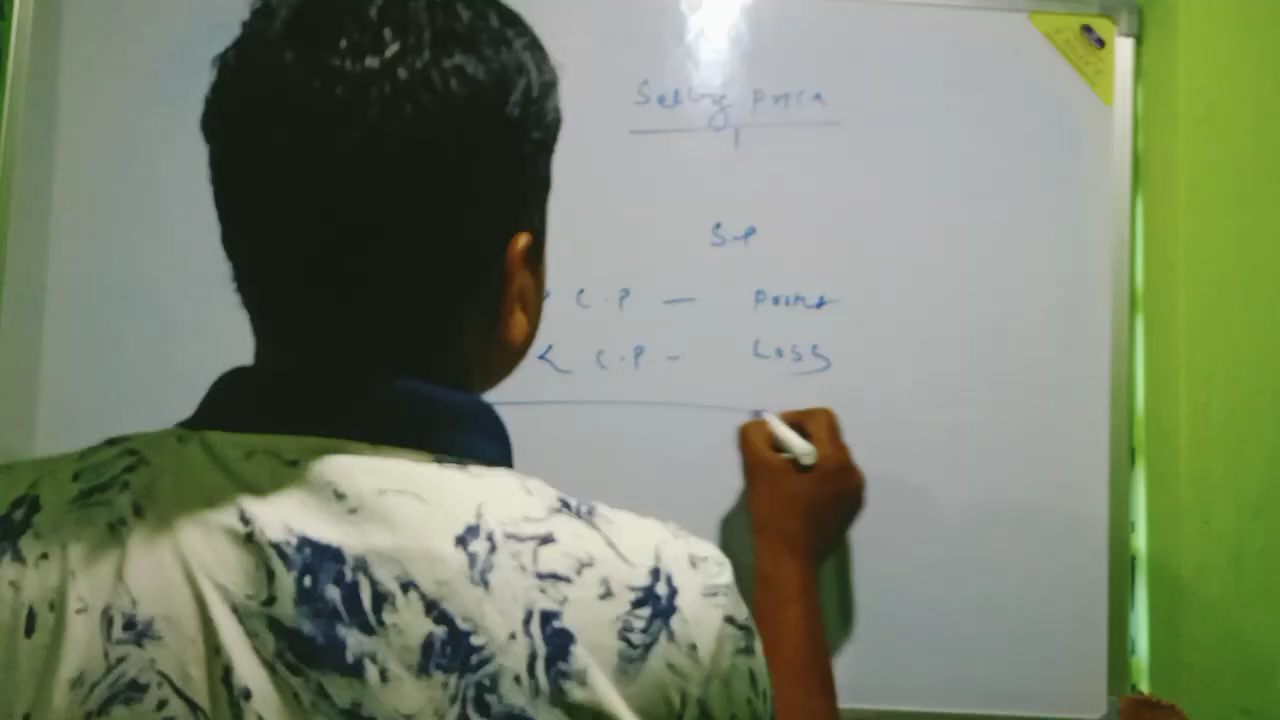 Selling Price
S.P
C.P — Profit
< C.P - Loss